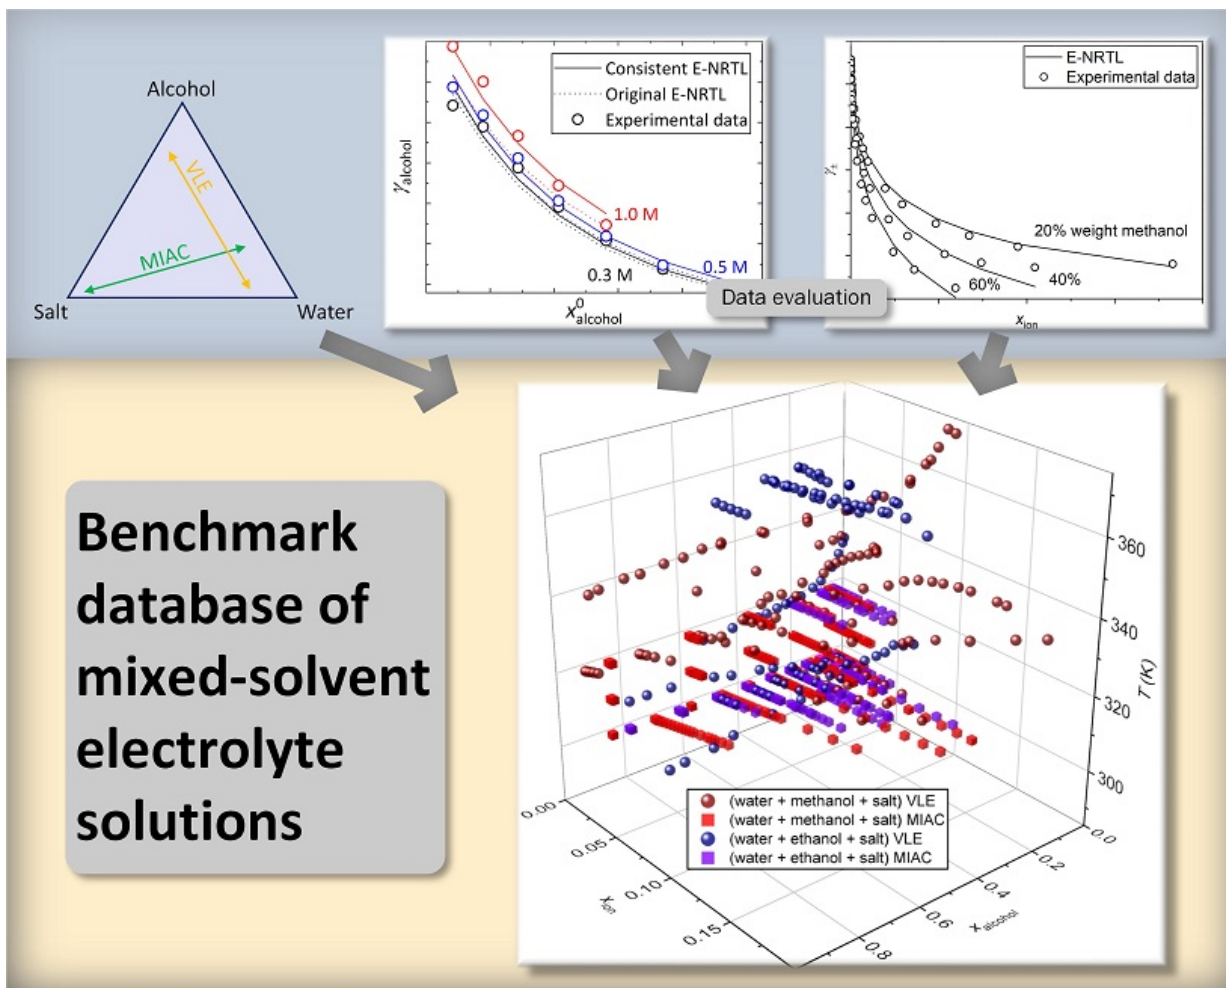 Alcohol
VLE
MIAC
Salt
Water
Consistent E-NRTL
Original E-NRTL
Experimental data
γalcohol
1.0 M
0.5 M
0.3 M
x⁰alcohol
E-NRTL
Experimental data
γ±
20% weight methanol
40%
60%
xion
Data evaluation
Benchmark
database of
mixed-solvent
electrolyte
solutions
360
340
320
300
T (K)
(water + methanol + salt) VLE
(water + methanol + salt) MIAC
(water + ethanol + salt) VLE
(water + ethanol + salt) MIAC
0.00
0.05
0.10
0.15
xion
0.0
0.2
0.4
0.6
0.8
xalcohol